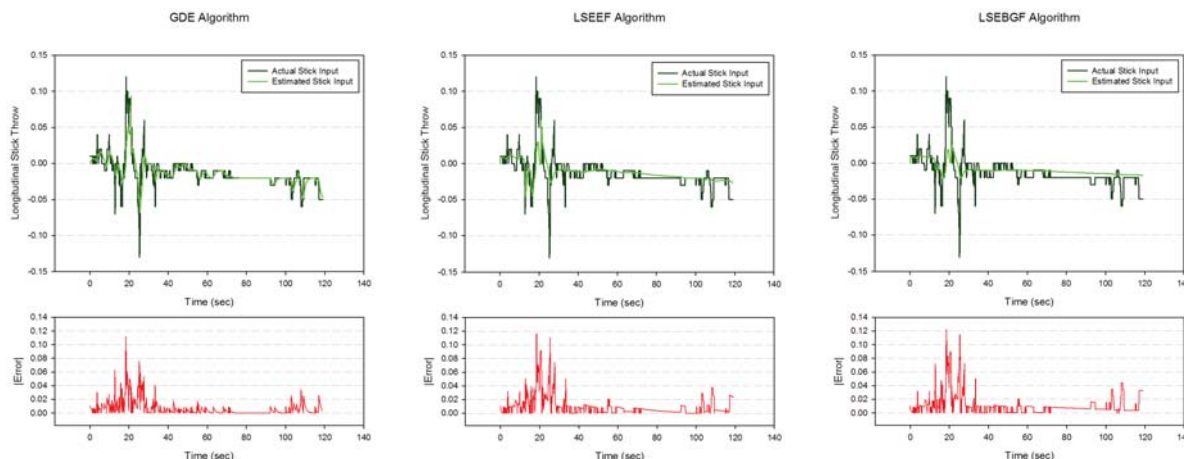 GDE Algorithm
0.15
0.10
0.05
0.00
-0.05
-0.10
-0.15
Longitudinal Stick Throw
Actual Stick Input
Estimated Stick Input
0 20 40 60 80 100 120 140
Time (sec)
0.14
0.12
0.10
0.08
0.06
0.04
0.02
0.00
|Error|
0 20 40 60 80 100 120 140
Time (sec)
LSEEF Algorithm
0.15
0.10
0.05
0.00
-0.05
-0.10
-0.15
Longitudinal Stick Throw
Actual Stick Input
Estimated Stick Input
0 20 40 60 80 100 120 140
Time (sec)
0.14
0.12
0.10
0.08
0.06
0.04
0.02
0.00
|Error|
0 20 40 60 80 100 120 140
Time (sec)
LSEBGF Algorithm
0.15
0.10
0.05
0.00
-0.05
-0.10
-0.15
Longitudinal Stick Throw
Actual Stick Input
Estimated Stick Input
0 20 40 60 80 100 120 140
Time (sec)
0.14
0.12
0.10
0.08
0.06
0.04
0.02
0.00
|Error|
0 20 40 60 80 100 120 140
Time (sec)